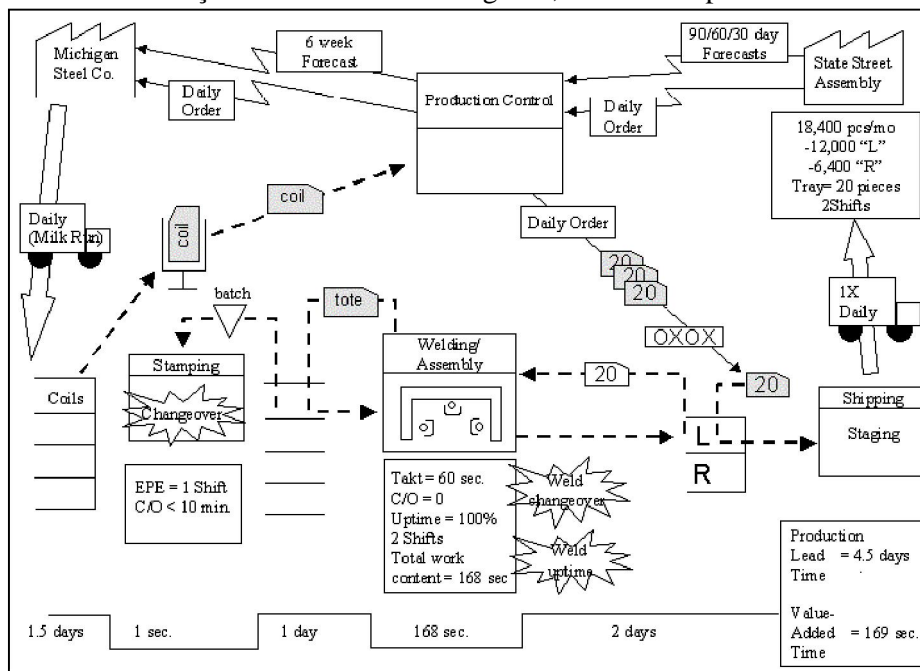 Michigan
Steel Co.
6 week
Forecast
90/60/30 day
Forecasts
State Street
Assembly
Daily
Order
Production Control
Daily
Order
18,400 pcs/mo
-12,000 "L"
-6,400 "R"
Tray= 20 pieces
2Shifts
Daily
(Milk Run)
coil
coil
Daily Order
20
20
20
1X
Daily
batch
tote
OXOX
Coils
Stamping
Changeover
Welding/
Assembly
20
20
L
R
Shipping
Staging
EPE = 1 Shift
C/O < 10 min
Takt = 60 sec.
C/O = 0
Uptime = 100%
2 Shifts
Total work
content = 168 sec
Weld
changeover
Weld
uptime
Production
Lead = 4.5 days
Time
Value-
Added = 169 sec.
Time
1.5 days
1 sec.
1 day
168 sec.
2 days